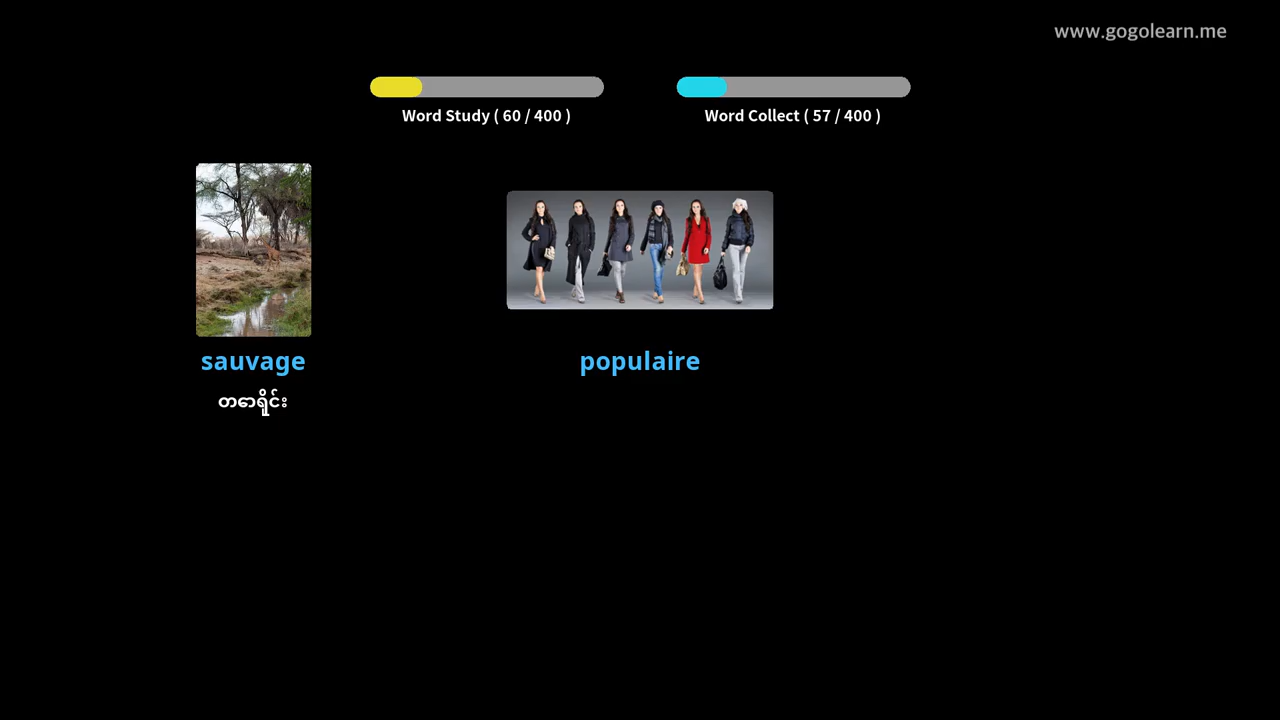 www.gogolearn.me
Word Study ( 60 / 400 )
Word Collect ( 57 / 400 )
sauvage
populaire
တောရိုင်း